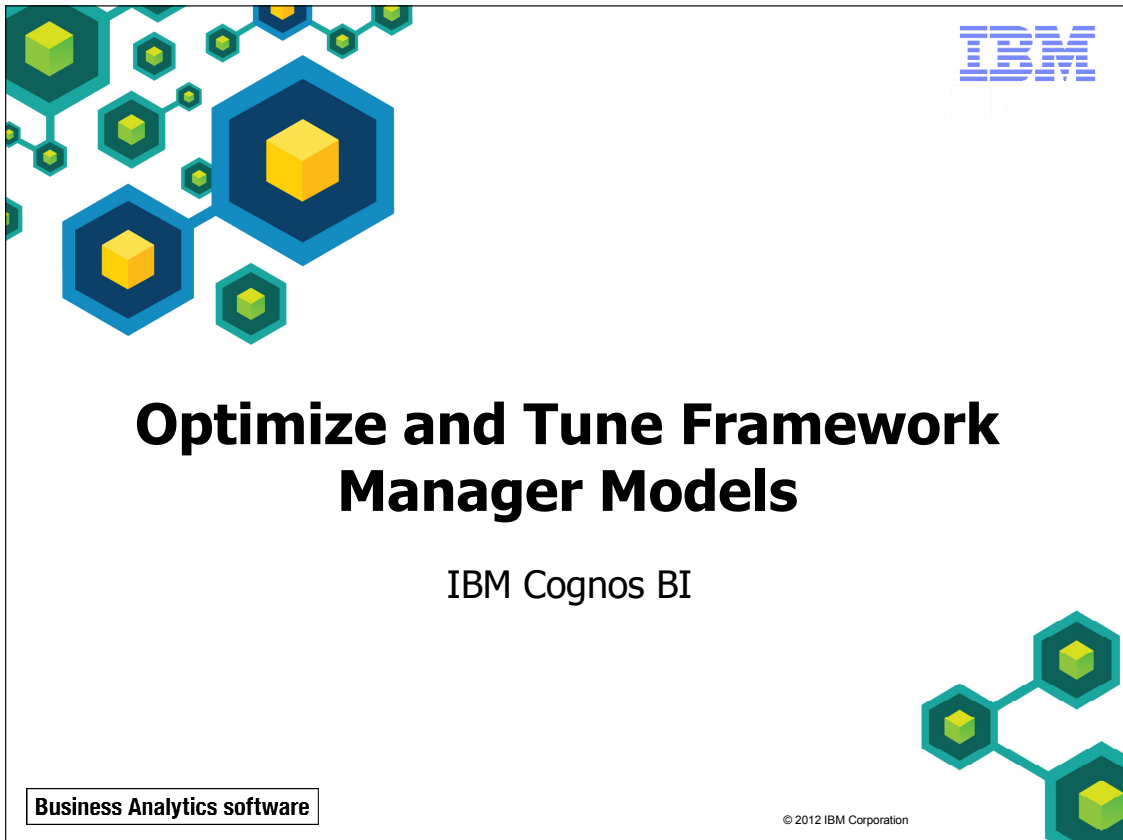 IBM
Optimize and Tune Framework
Manager Models
IBM Cognos BI
Business Analytics software
© 2012 IBM Corporation